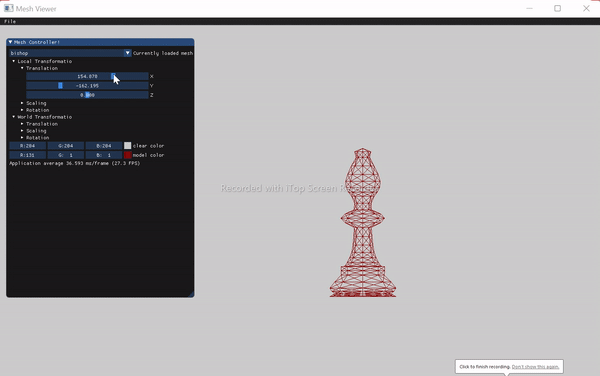 Mesh Viewer
File
Mesh Controller!
bishop Currently loaded mesh
Local Transformatio
Translation
154.878 X
-162.195 Y
0.000 Z
Scaling
Rotation
World Transformatio
Translation
Scaling
Rotation
R:204 G:204 B:204 clear color
R:131 G: 1 B: 1 model color
Application average 36.593 ms/frame (27.3 FPS)
Recorded with iTop Screen
Click to finish recording. Don't show this again.